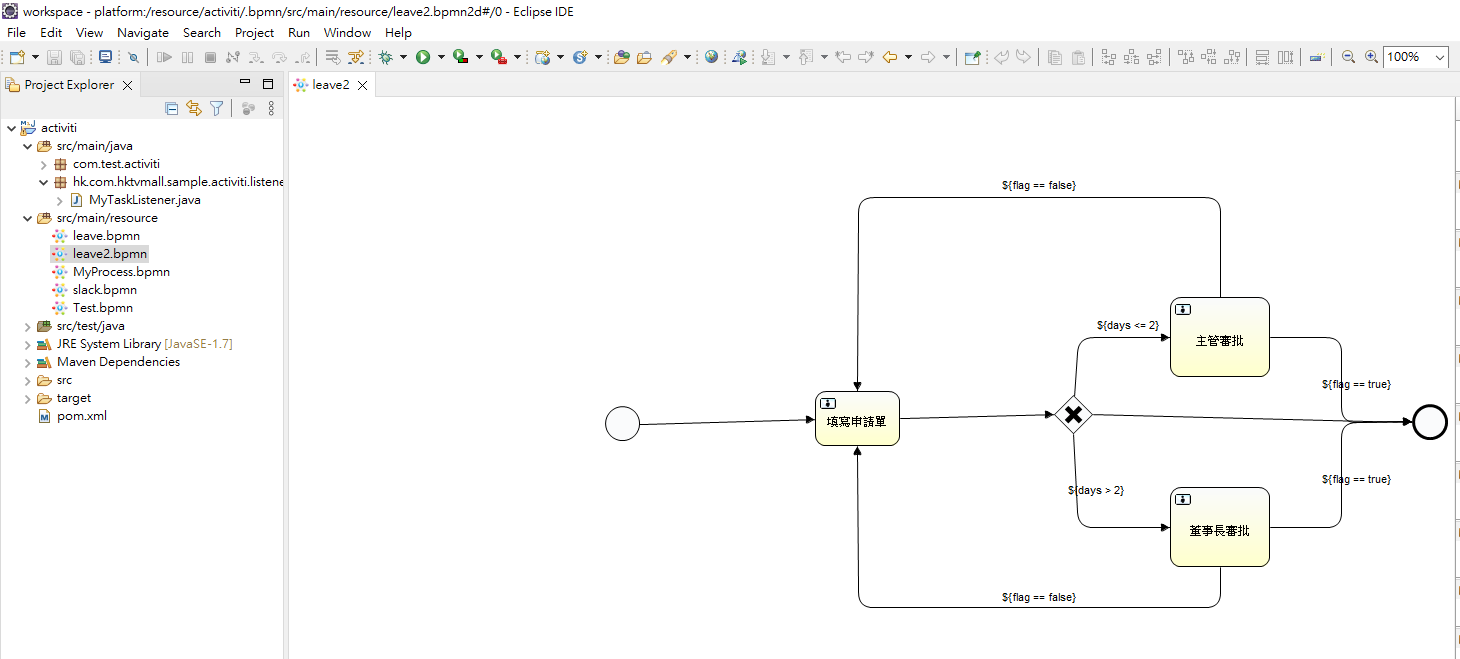 workspace - platform:/resource/activiti/.bpmn/src/main/resource/leave2.bpmn2d#/0 - Eclipse IDE
File Edit View Navigate Search Project Run Window Help
100%
Project Explorer
leave2
activiti
src/main/java
com.test.activiti
hk.com.hktvmall.sample.activiti.listene
MyTaskListener.java
src/main/resource
leave.bpmn
leave2.bpmn
MyProcess.bpmn
slack.bpmn
Test.bpmn
src/test/java
JRE System Library [JavaSE-1.7]
Maven Dependencies
src
target
pom.xml
${flag == false}
${days <= 2}
主管審批
${flag == true}
填寫申請單
${flag == true}
${days > 2}
董事長審批
${flag == false}